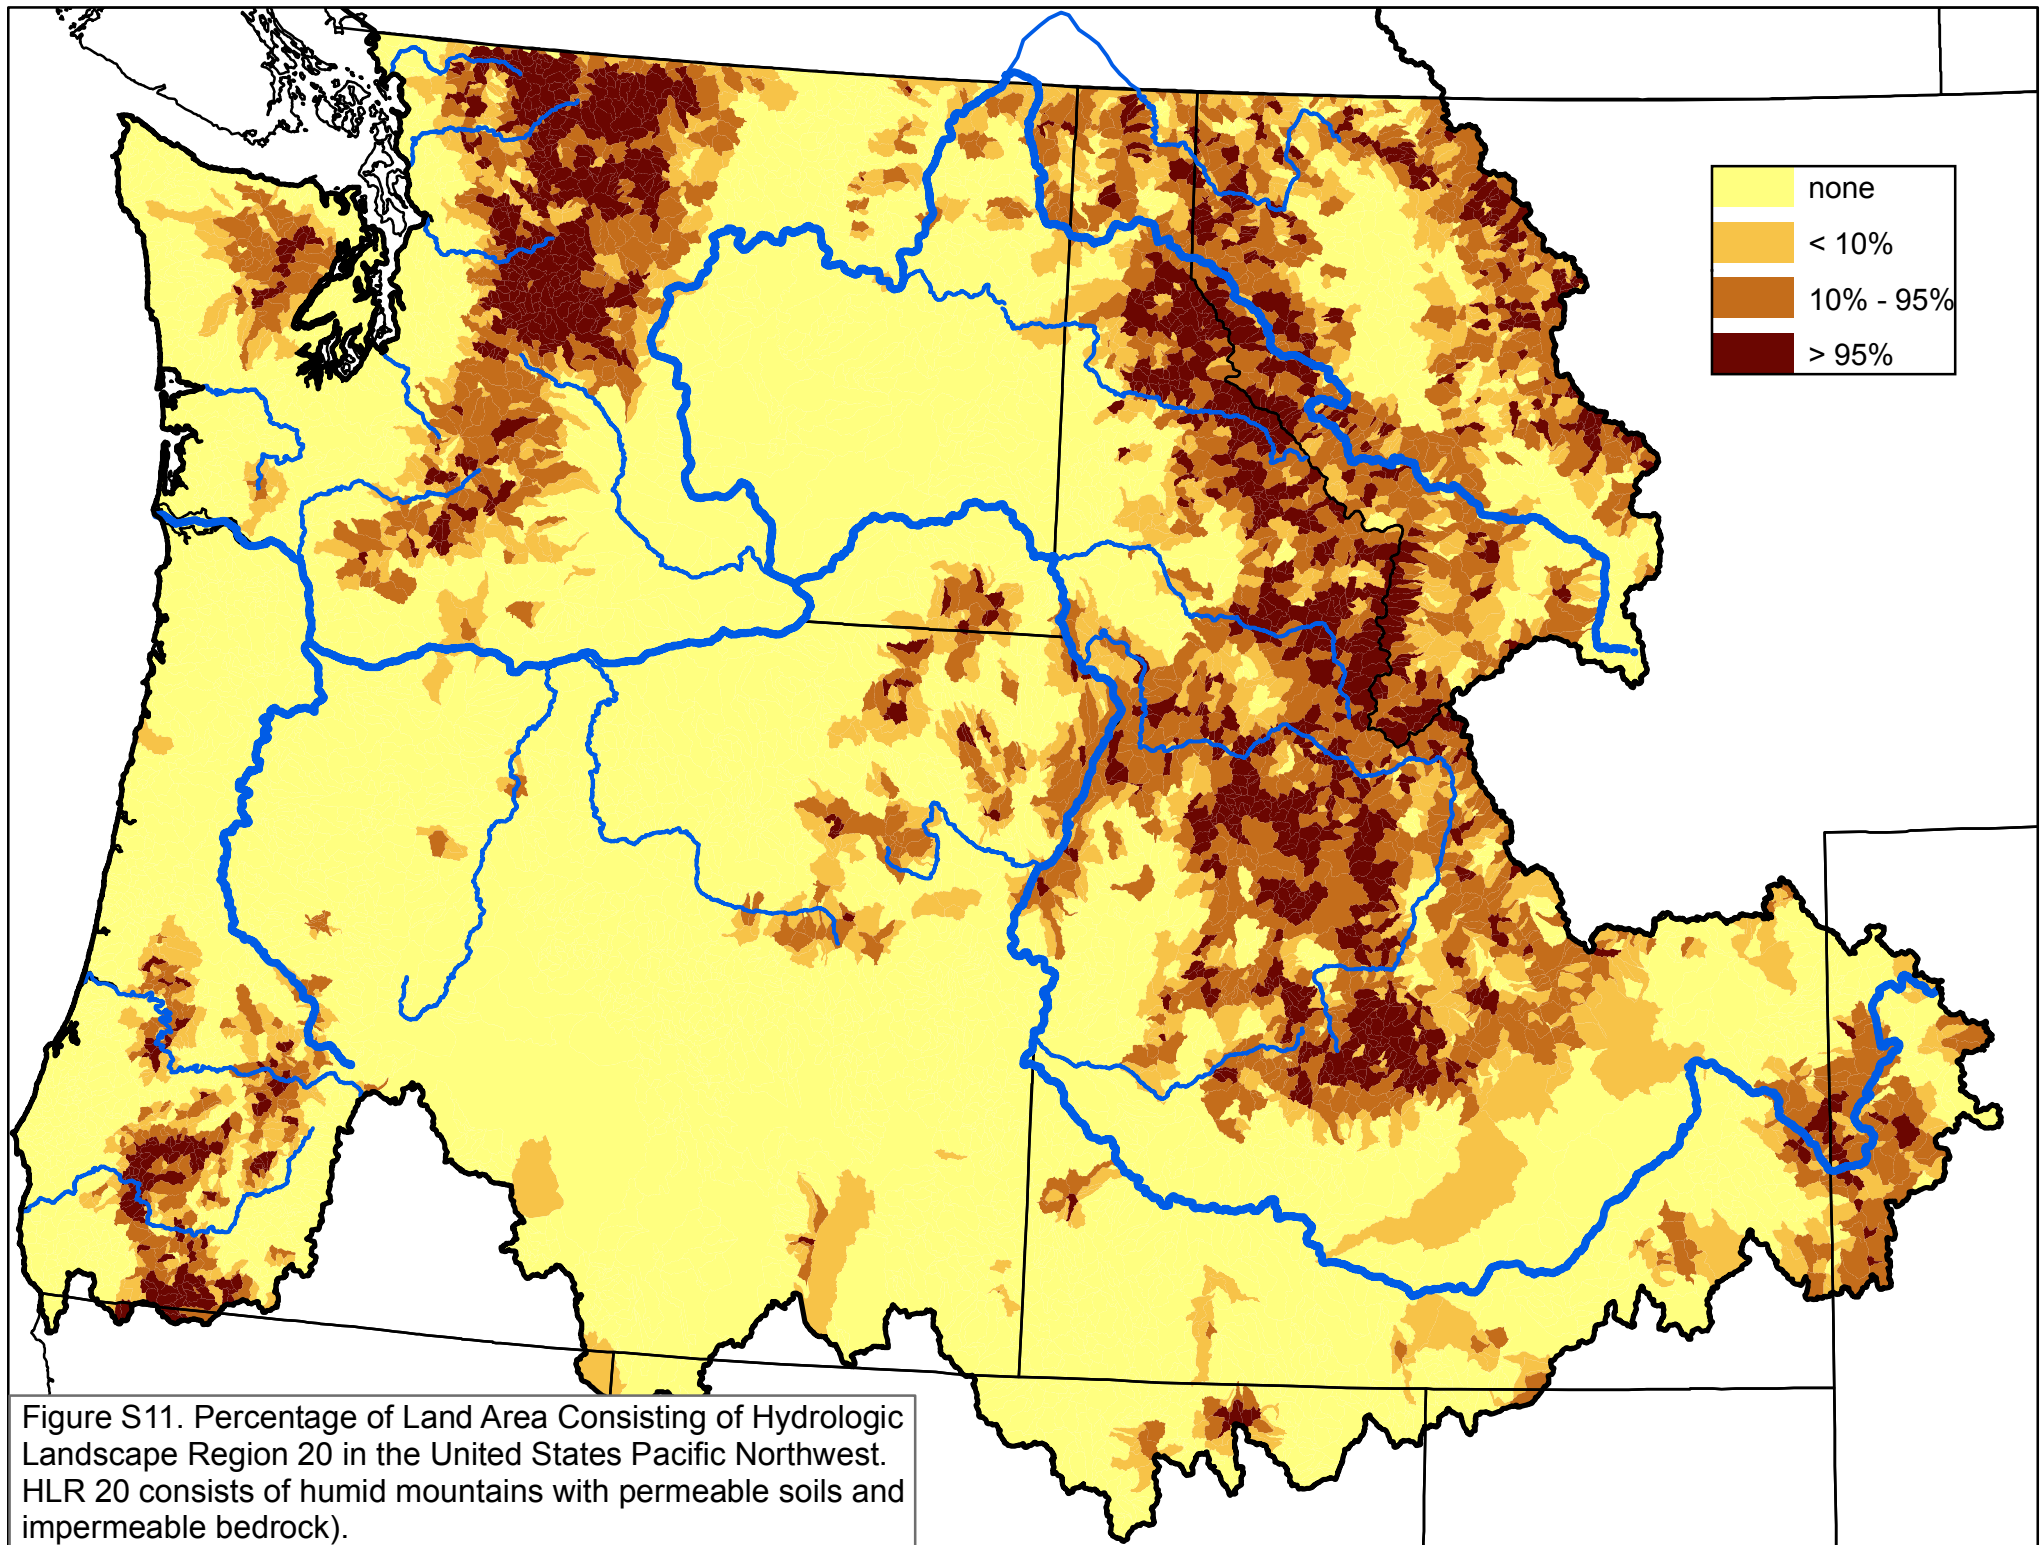 none
< 10%
10% - 95%
> 95%
Figure S11. Percentage of Land Area Consisting of Hydrologic
Landscape Region 20 in the United States Pacific Northwest.
HLR 20 consists of humid mountains with permeable soils and
impermeable bedrock).